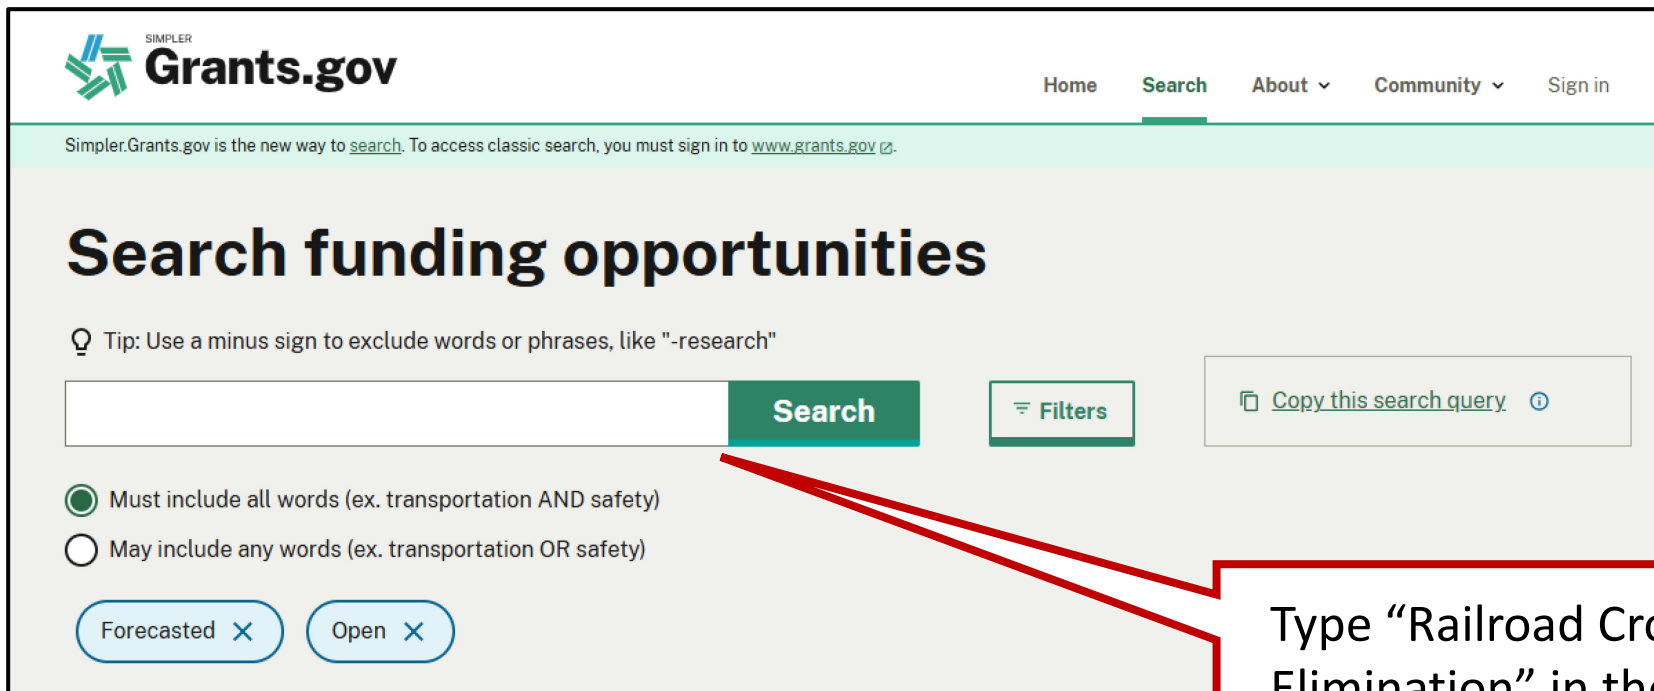 SIMPLER
Grants.gov
Home Search About Community Sign in
Simpler.Grants.gov is the new way to search. To access classic search, you must sign in to www.grants.gov.
Search funding opportunities
Tip: Use a minus sign to exclude words or phrases, like "-research"
Search Filters Copy this search query
Must include all words (ex. transportation AND safety)
May include any words (ex. transportation OR safety)
Forecasted Open
Type “Railroad
Elimination” in